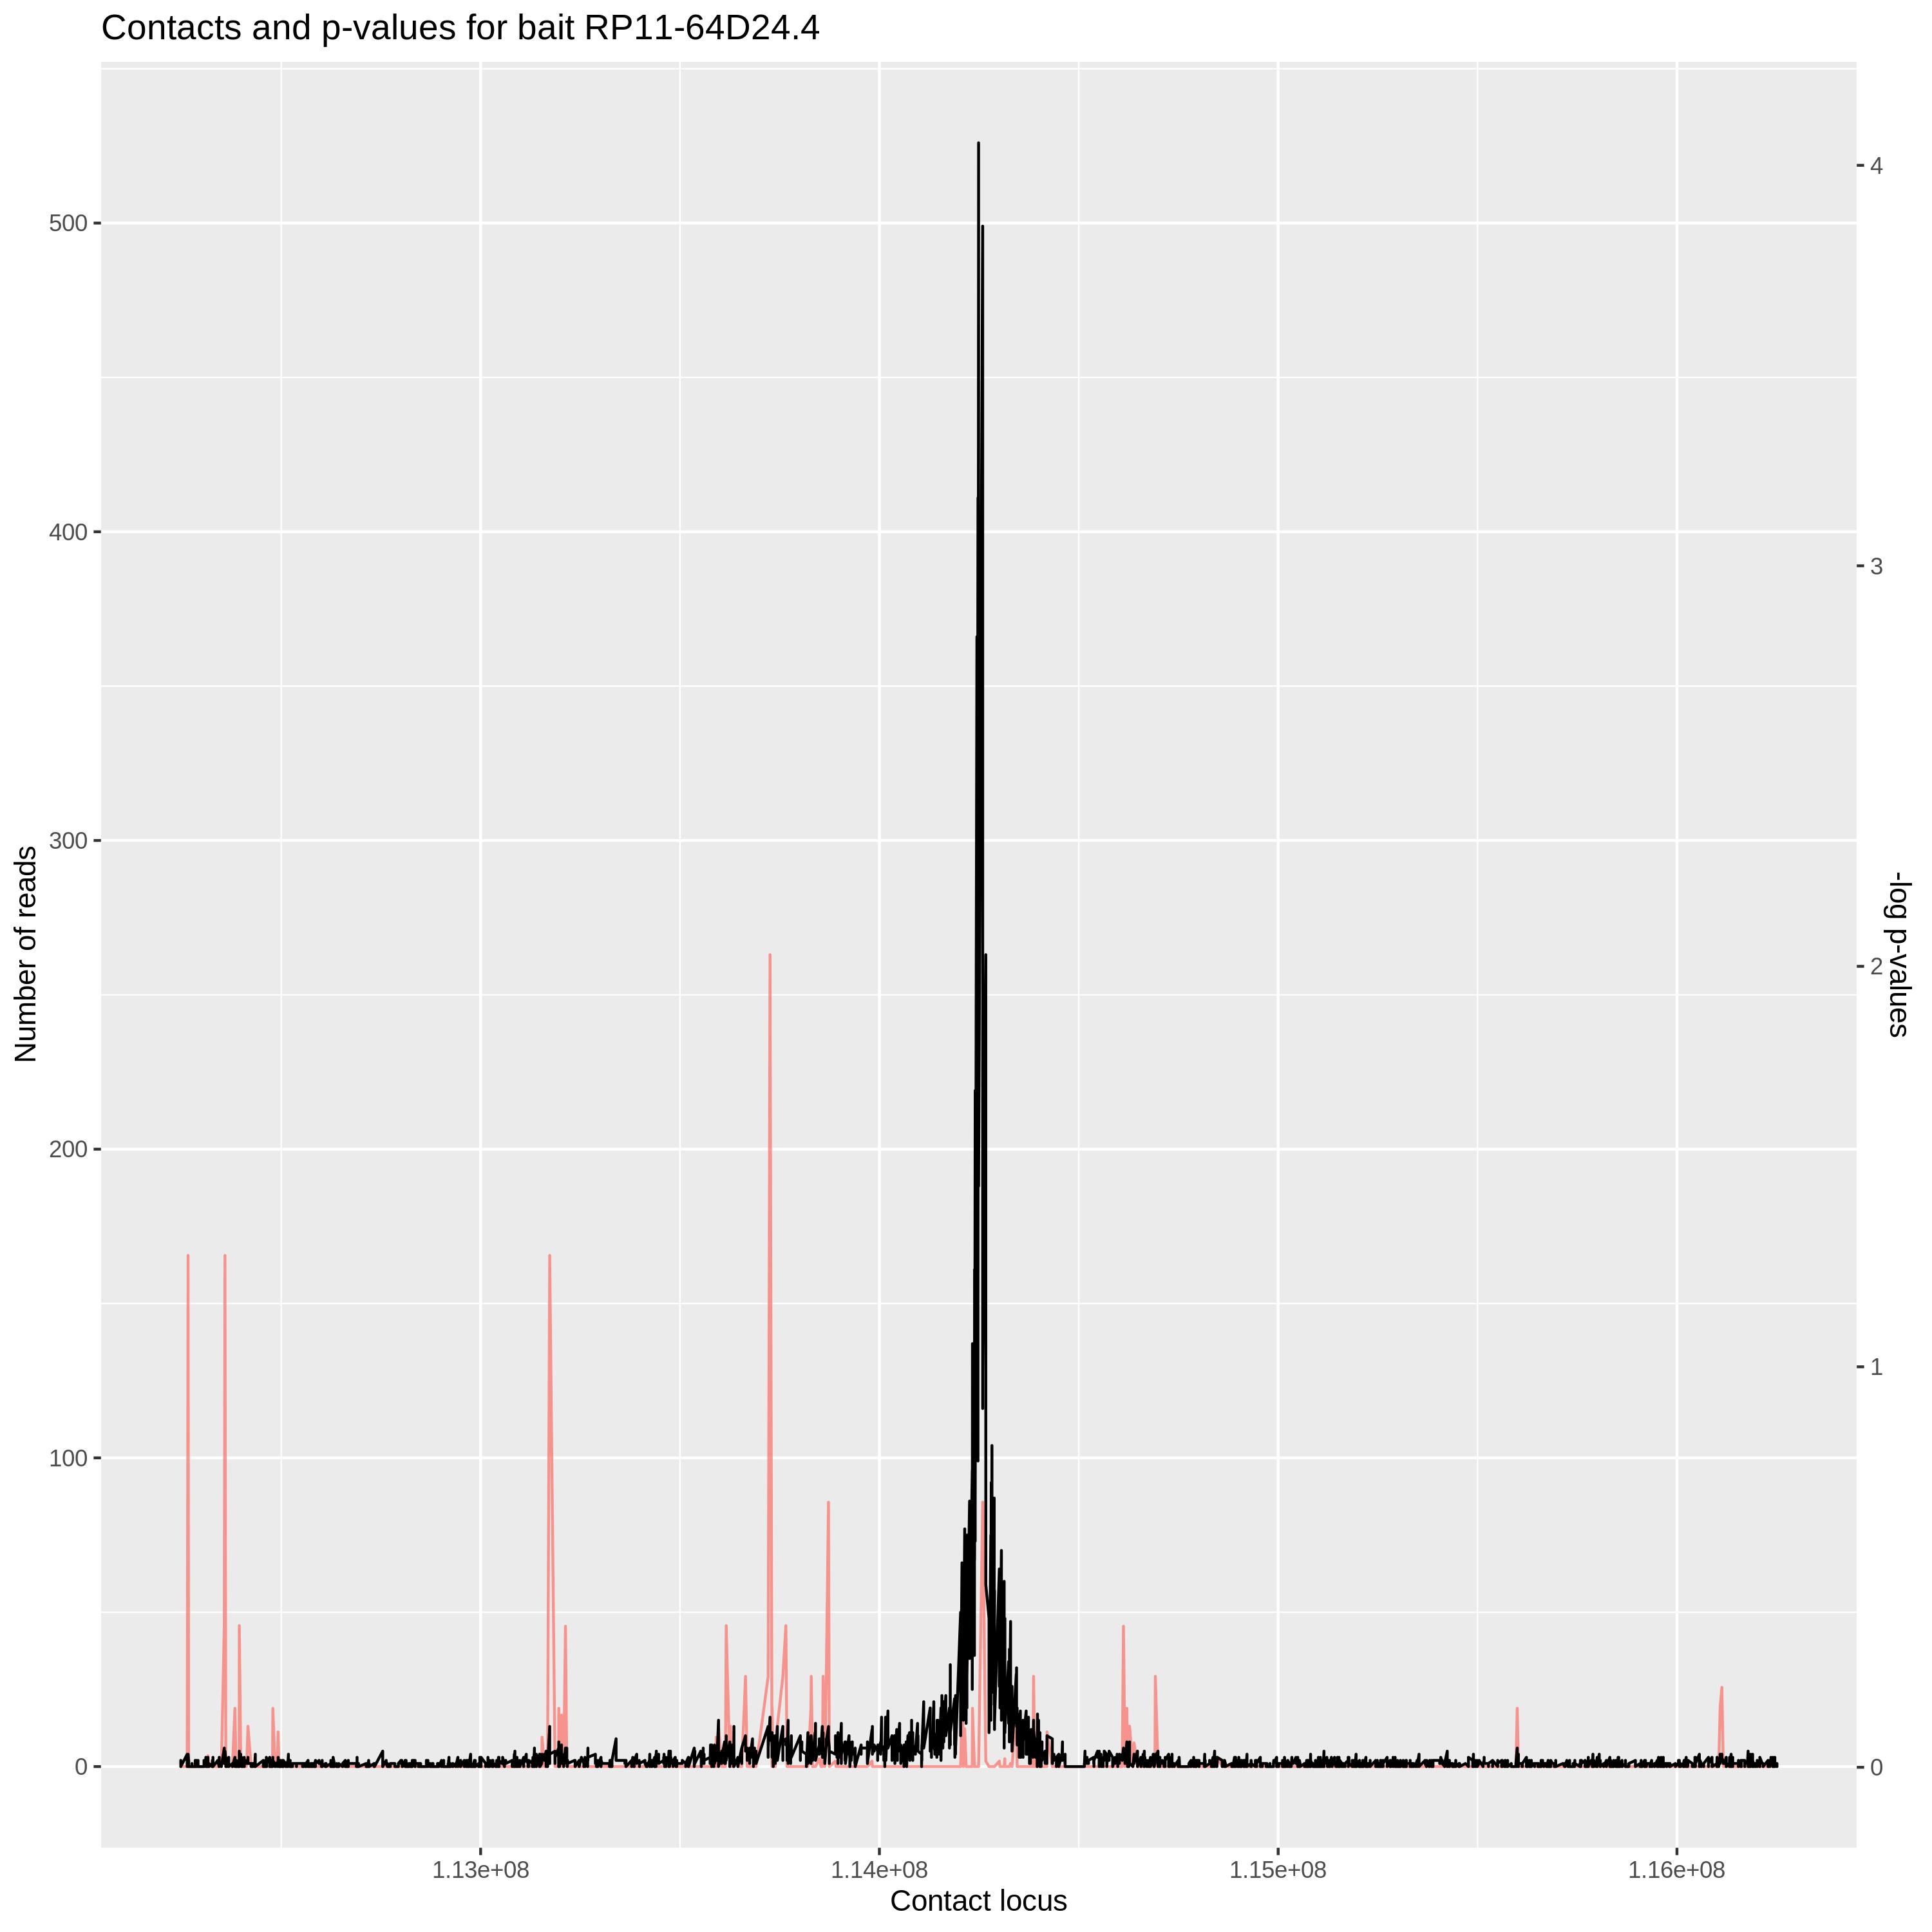 Contacts and p-values for bait RP11-64D24.4
500
400
300
200
100
0
Number of reads
4
3
2
1
0
-log p-values
1.13e+08
1.14e+08
1.15e+08
1.16e+08
Contact locus